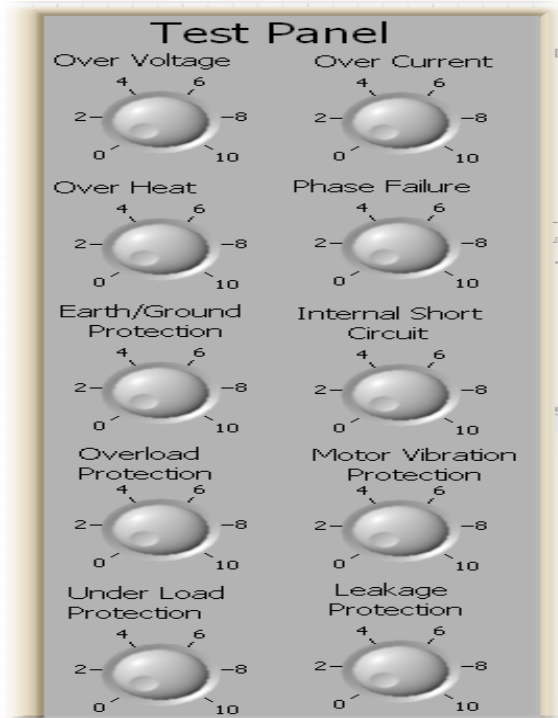 Test Panel
Over Voltage
4 6
2 8
0 10
Over Current
4 6
2 8
0 10
Over Heat
4 6
2 8
0 10
Phase Failure
4 6
2 8
0 10
Earth/Ground
Protection
4 6
2 8
0 10
Internal Short
Circuit
4 6
2 8
0 10
Overload
Protection
4 6
2 8
0 10
Motor Vibration
Protection
4 6
2 8
0 10
Under Load
Protection
4 6
2 8
0 10
Leakage
Protection
4 6
2 8
0 10